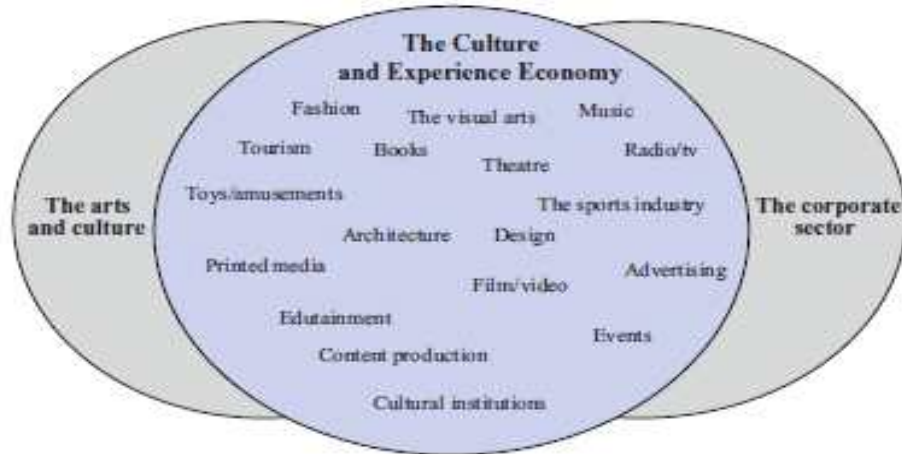 The Culture
and Experience Economy
Fashion
The visual arts
Music
Tourism
Books
Theatre
Radio/tv
Toys/amusements
The sports industry
The arts
and culture
The corporate
sector
Architecture
Design
Printed media
Film/video
Advertising
Edutainment
Events
Content production
Cultural institutions